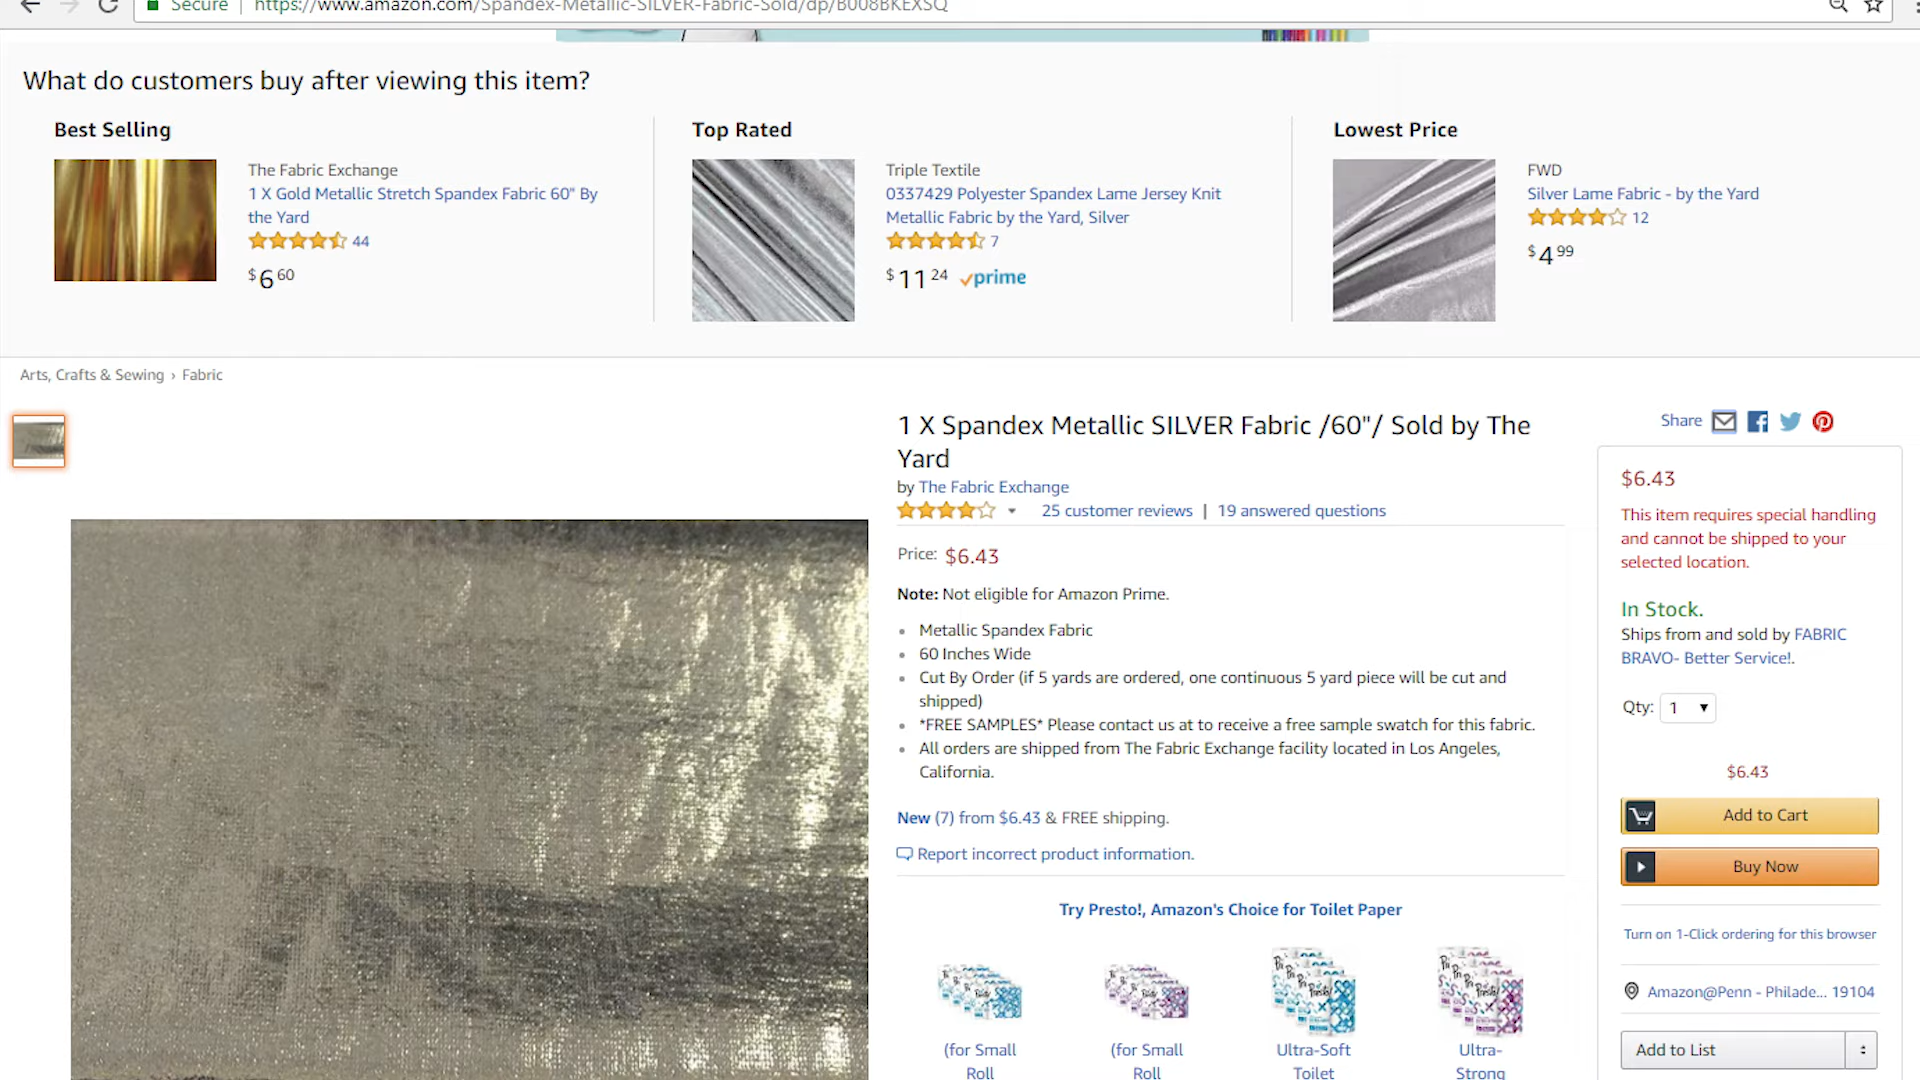 Secure
https://www.amazon.com/Spandex-Metallic-SILVER-Fabric-Sold/dp/B008BKEXSQ
What do customers buy after viewing this item?
Best Selling
The Fabric Exchange
1 X Gold Metallic Stretch Spandex Fabric 60" By
the Yard
44
$6 60
Top Rated
Triple Textile
0337429 Polyester Spandex Lame Jersey Knit
Metallic Fabric by the Yard, Silver
7
$11 24 prime
Lowest Price
FWD
Silver Lame Fabric - by the Yard
12
$4 99
Arts, Crafts & Sewing › Fabric
1 X Spandex Metallic SILVER Fabric /60"/ Sold by The
Yard
by The Fabric Exchange
25 customer reviews | 19 answered questions
Price: $6.43
Note: Not eligible for Amazon Prime.
Metallic Spandex Fabric
60 Inches Wide
Cut By Order (if 5 yards are ordered, one continuous 5 yard piece will be cut and
shipped)
*FREE SAMPLES* Please contact us at to receive a free sample swatch for this fabric.
All orders are shipped from The Fabric Exchange facility located in Los Angeles,
California.
New (7) from $6.43 & FREE shipping.
Report incorrect product information.
Try Presto!, Amazon's Choice for Toilet Paper
(for Small
Roll
(for Small
Roll
Ultra-Soft
Toilet
Ultra-
Strong
Share
$6.43
This item requires special handling
and cannot be shipped to your
selected location.
In Stock.
Ships from and sold by FABRIC
BRAVO- Better Service!.
Qty: 1
$6.43
Add to Cart
Buy Now
Turn on 1-Click ordering for this browser
Amazon@Penn - Philade... 19104
Add to List